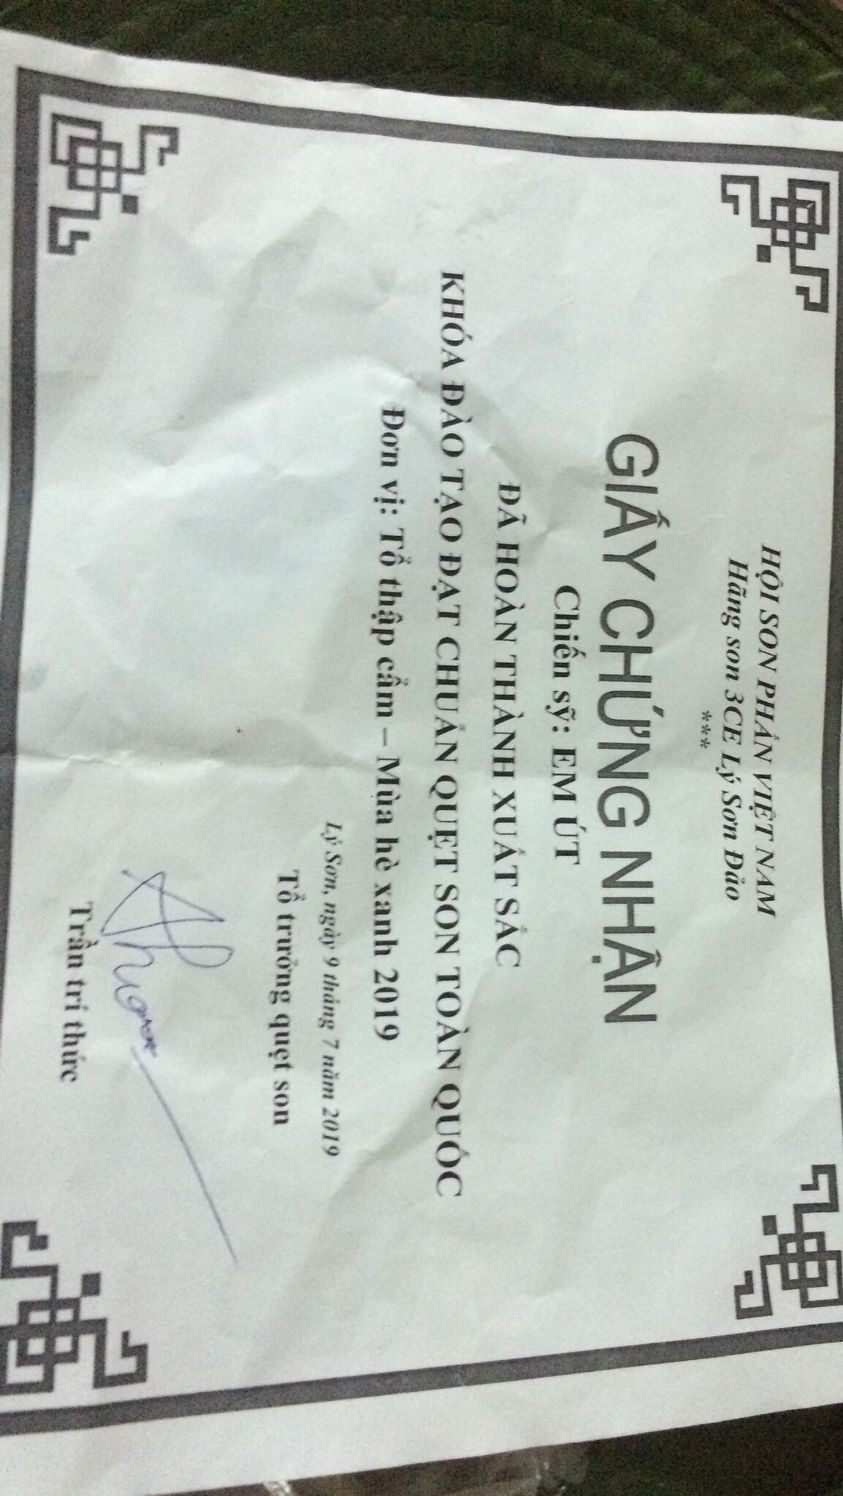 HỘI SON PHẤN VIỆT NAM
Hãng son 3CE Lý Sơn Đảo
***
GIẤY CHỨNG NHẬN
Chiến sỹ: EM ÚT
ĐÃ HOÀN THÀNH XUẤT SẮC
KHÓA ĐÀO TẠO ĐẠT CHUẨN QUẸT SON TOÀN QUỐC
Đơn vị: Tổ thập cẩm – Mùa hè xanh 2019
Lý Sơn, ngày 9 tháng 7 năm 2019
Tổ trưởng quẹt son
Trần trí thức